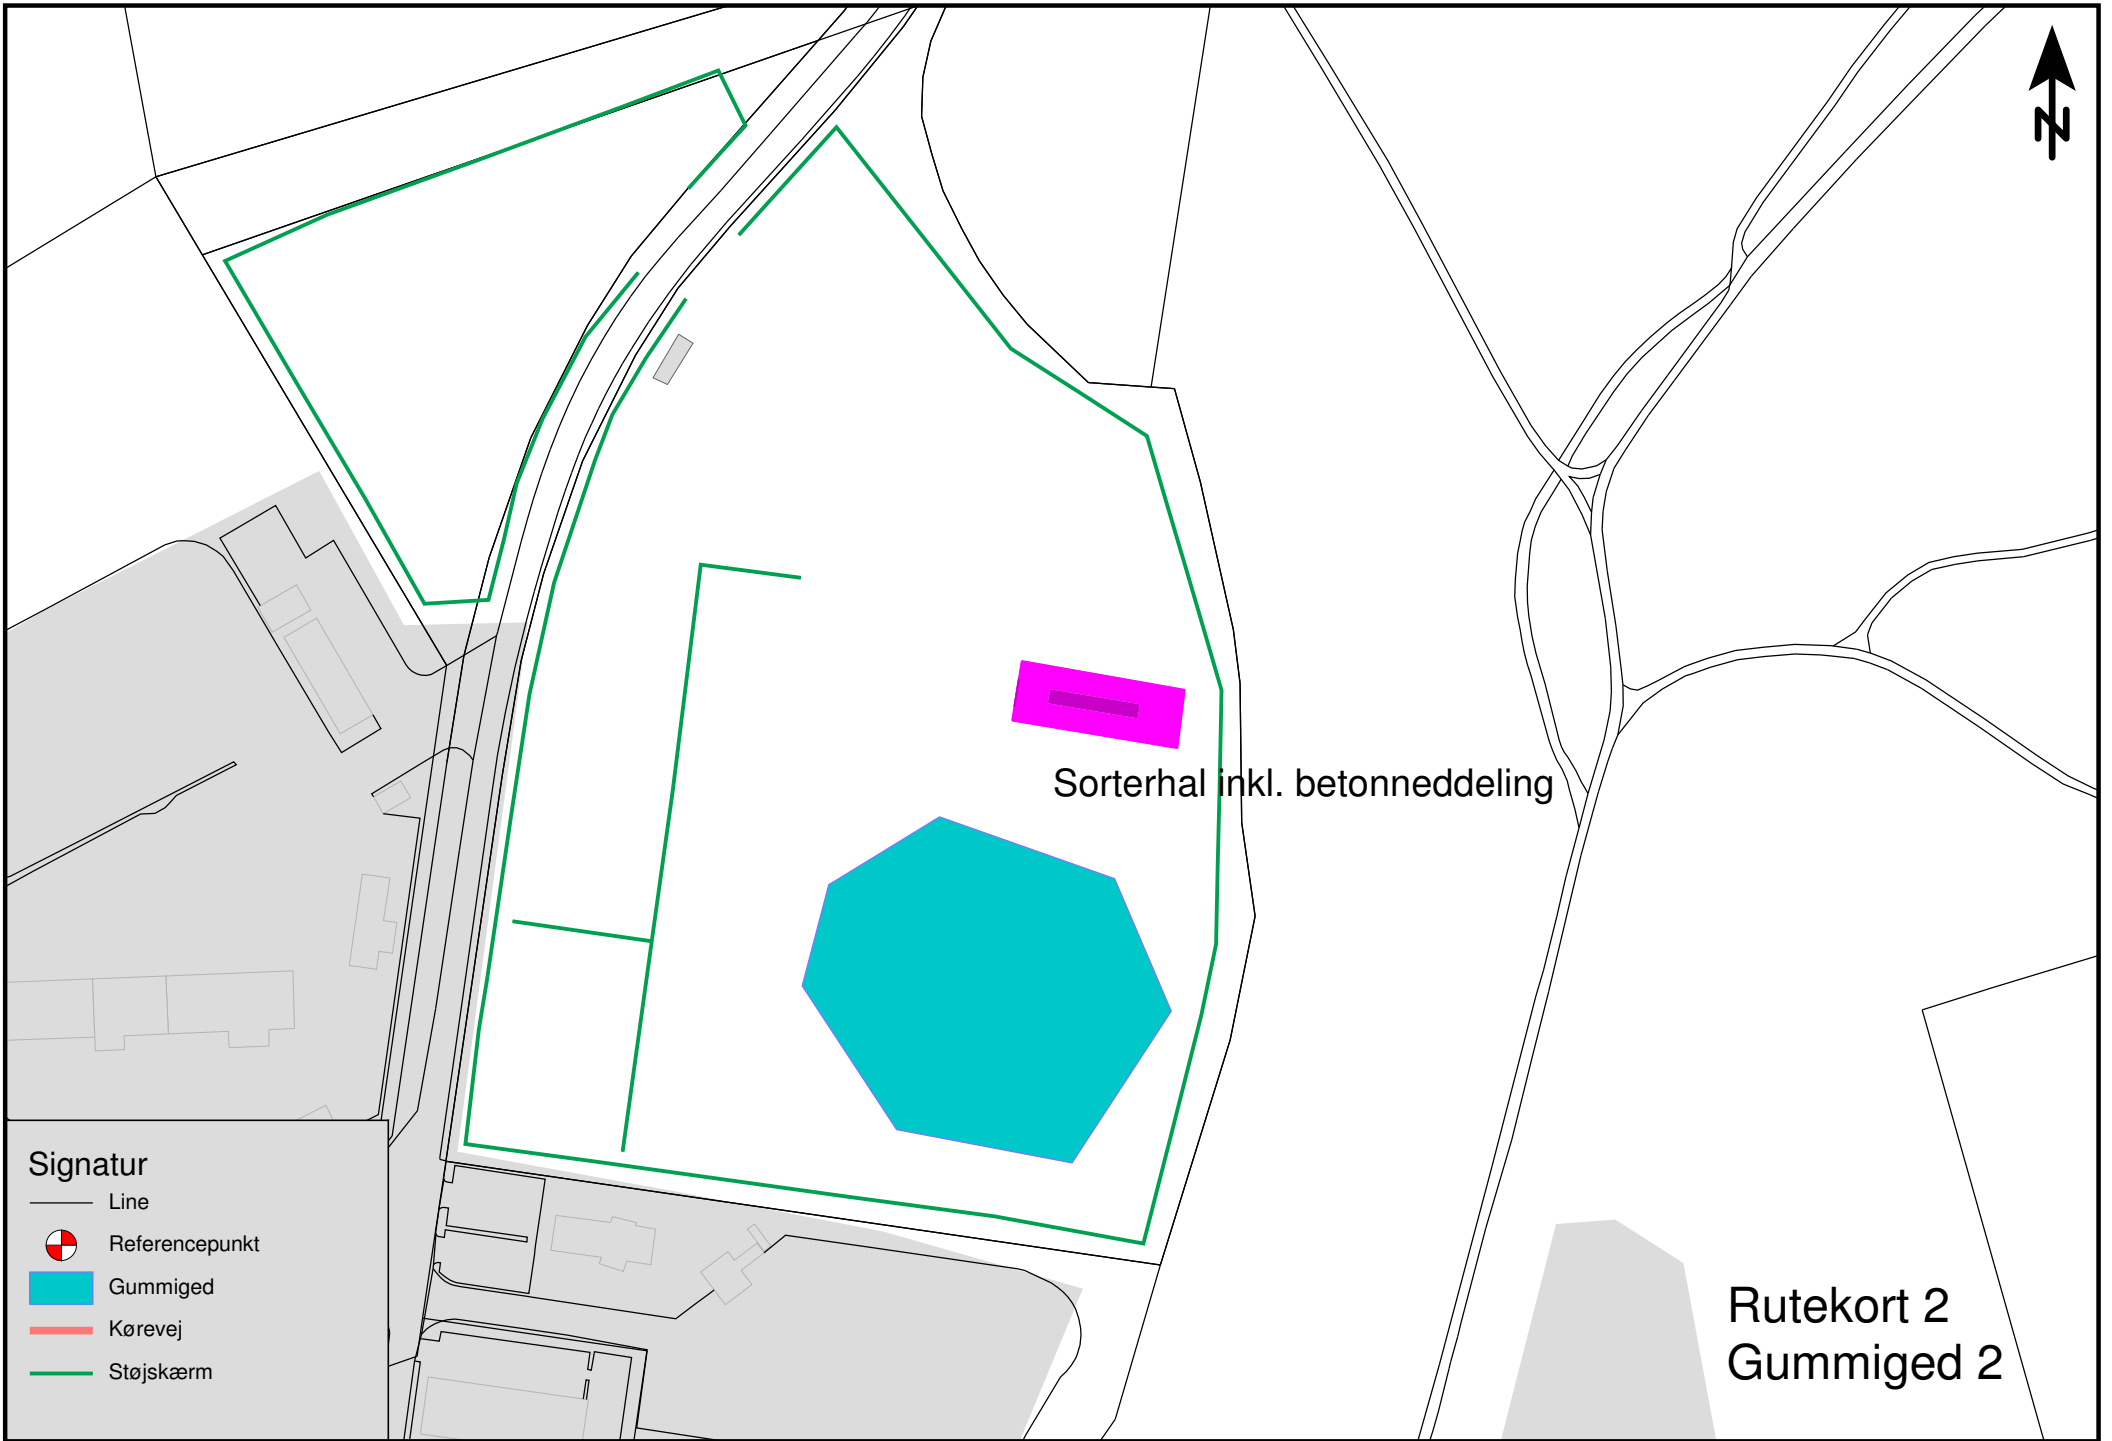 Sorterhal inkl. betonneddeling
Signatur
Line
Referencepunkt
Gummiged
Kørevej
Støjskærm
Rutekort 2
Gummiged 2
N